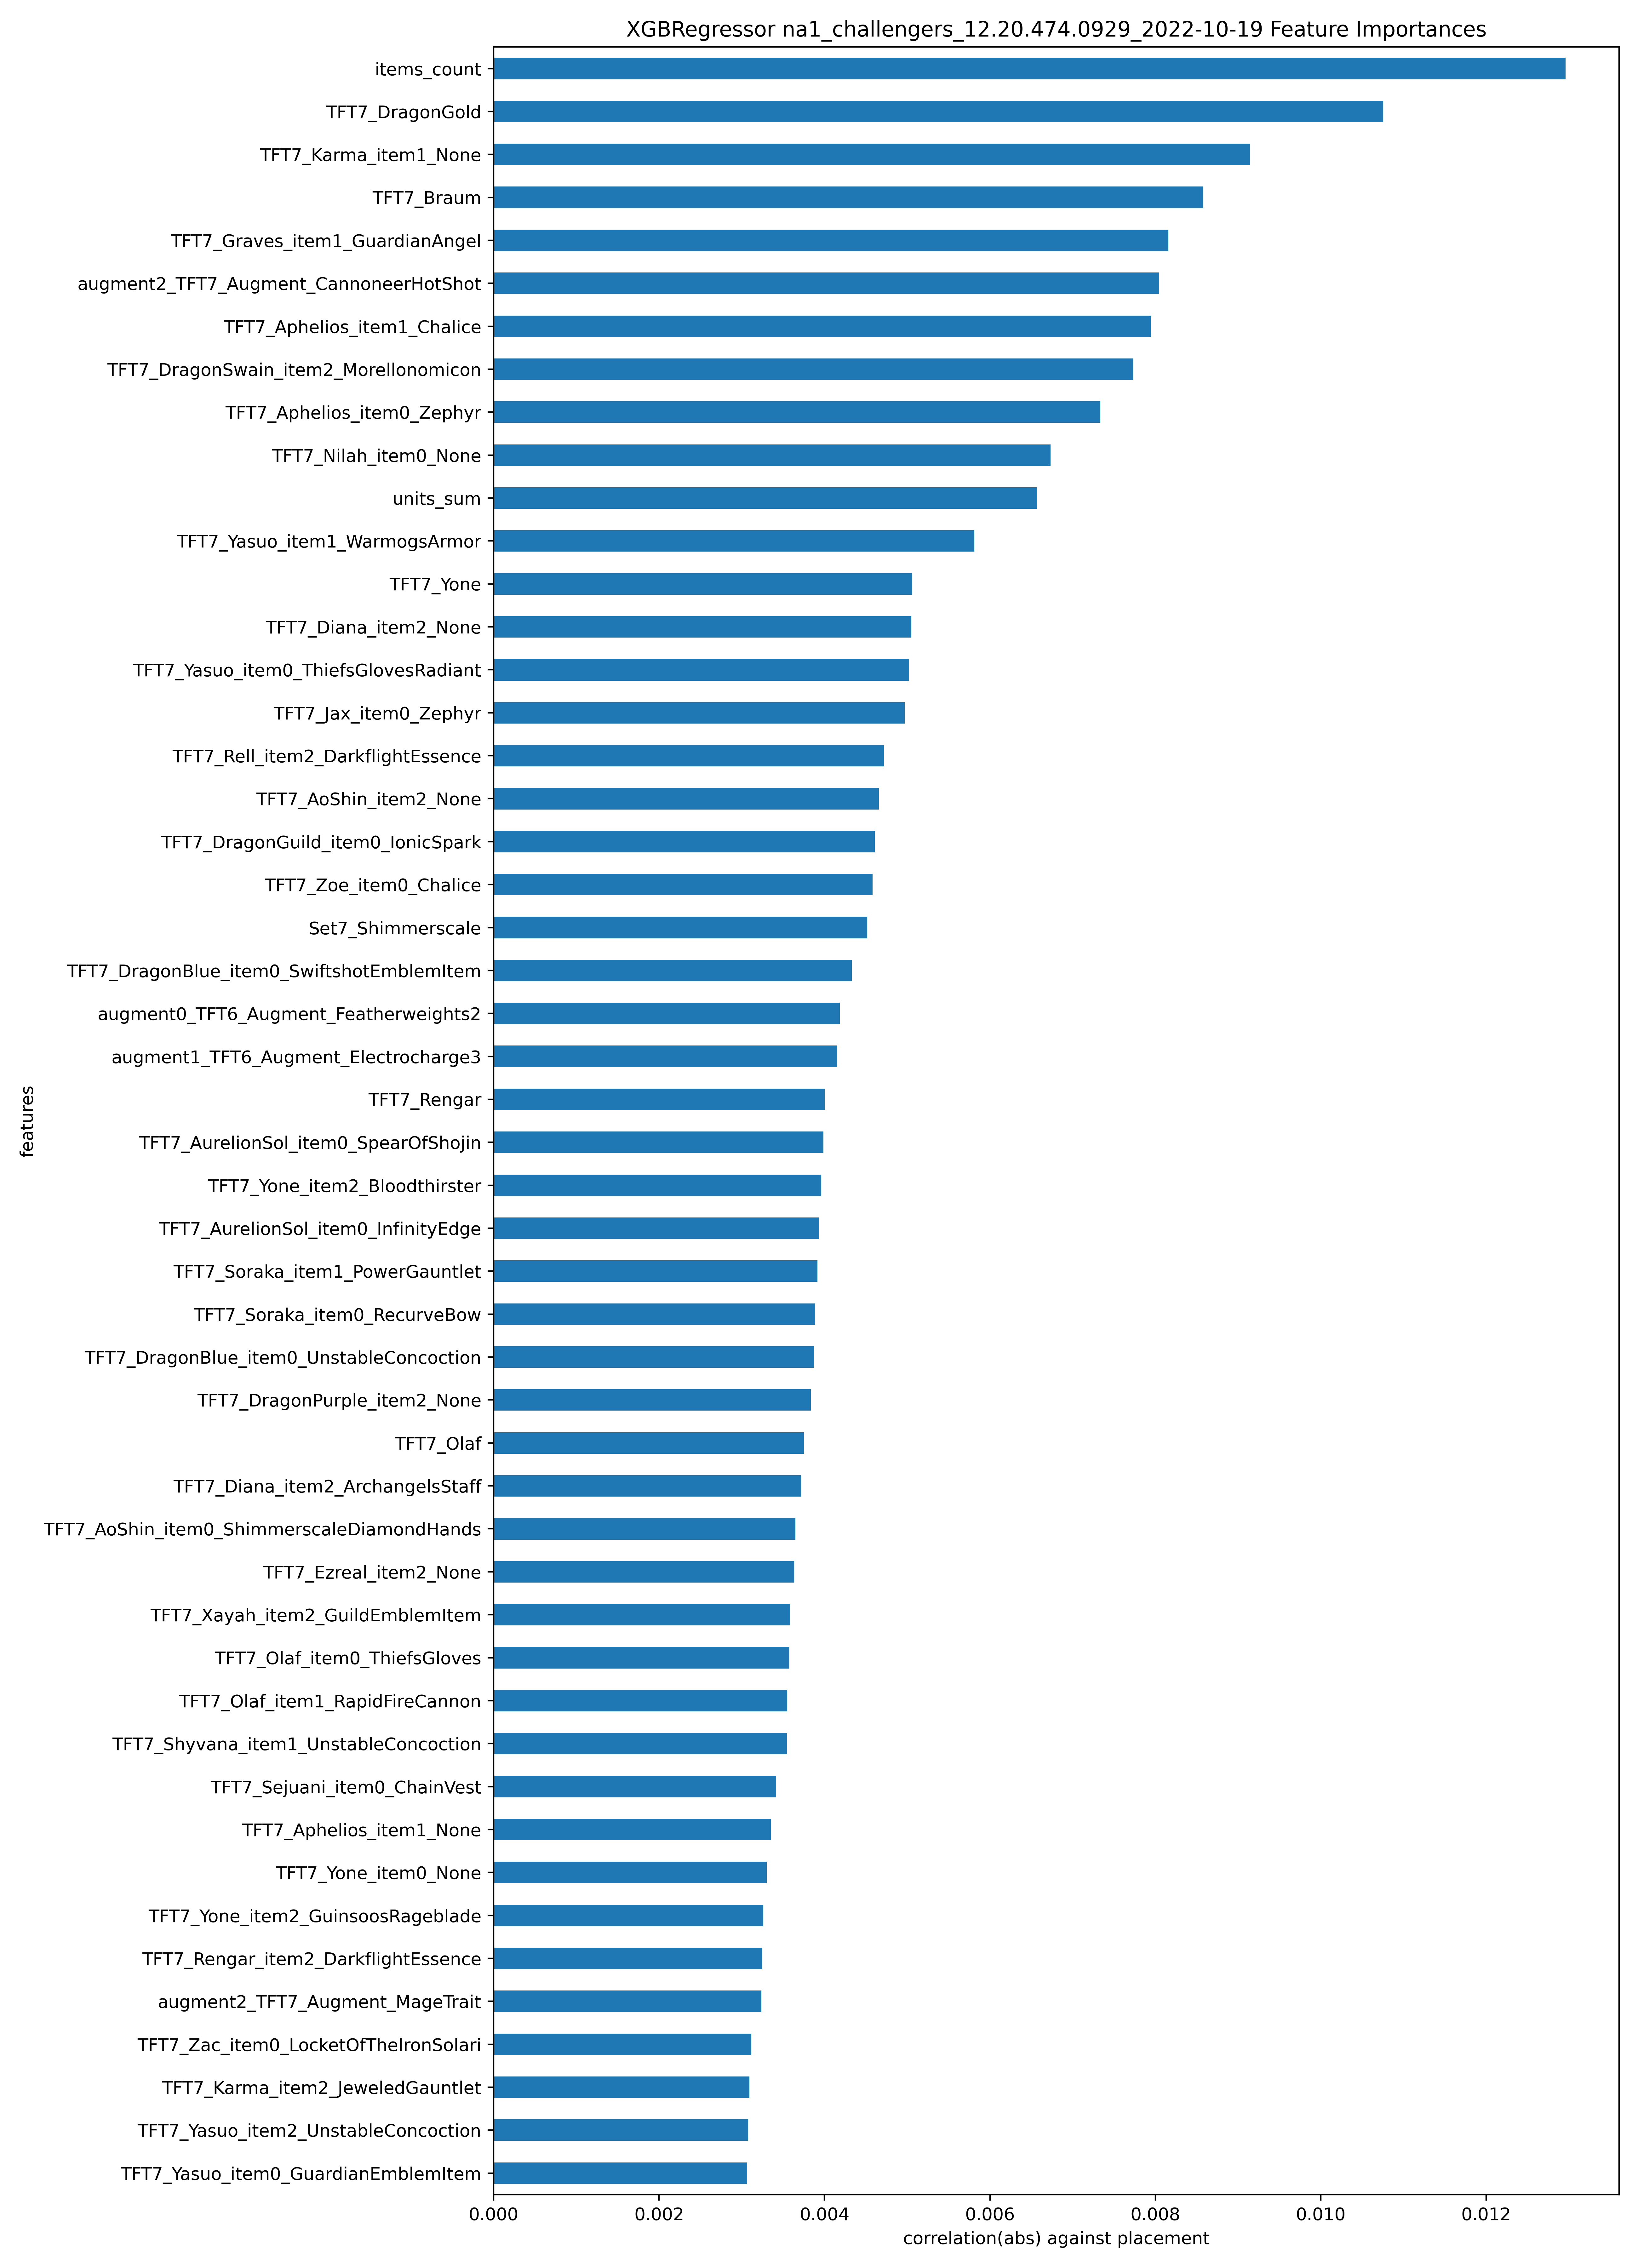 XGBRegressor na1_challengers_12.20.474.0929_2022-10-19 Feature Importances
items_count
TFT7_DragonGold
TFT7_Karma_item1_None
TFT7_Braum
TFT7_Graves_item1_GuardianAngel
augment2_TFT7_Augment_CannoneerHotShot
TFT7_Aphelios_item1_Chalice
TFT7_DragonSwain_item2_Morellonomicon
TFT7_Aphelios_item0_Zephyr
TFT7_Nilah_item0_None
units_sum
TFT7_Yasuo_item1_WarmogsArmor
TFT7_Yone
TFT7_Diana_item2_None
TFT7_Yasuo_item0_ThiefsGlovesRadiant
TFT7_Jax_item0_Zephyr
TFT7_Rell_item2_DarkflightEssence
TFT7_AoShin_item2_None
TFT7_DragonGuild_item0_IonicSpark
TFT7_Zoe_item0_Chalice
Set7_Shimmerscale
TFT7_DragonBlue_item0_SwiftshotEmblemItem
augment0_TFT6_Augment_Featherweights2
augment1_TFT6_Augment_Electrocharge3
TFT7_Rengar
TFT7_AurelionSol_item0_SpearOfShojin
TFT7_Yone_item2_Bloodthirster
TFT7_AurelionSol_item0_InfinityEdge
TFT7_Soraka_item1_PowerGauntlet
TFT7_Soraka_item0_RecurveBow
TFT7_DragonBlue_item0_UnstableConcoction
TFT7_DragonPurple_item2_None
TFT7_Olaf
TFT7_Diana_item2_ArchangelsStaff
TFT7_AoShin_item0_ShimmerscaleDiamondHands
TFT7_Ezreal_item2_None
TFT7_Xayah_item2_GuildEmblemItem
TFT7_Olaf_item0_ThiefsGloves
TFT7_Olaf_item1_RapidFireCannon
TFT7_Shyvana_item1_UnstableConcoction
TFT7_Sejuani_item0_ChainVest
TFT7_Aphelios_item1_None
TFT7_Yone_item0_None
TFT7_Yone_item2_GuinsoosRageblade
TFT7_Rengar_item2_DarkflightEssence
augment2_TFT7_Augment_MageTrait
TFT7_Zac_item0_LocketOfTheIronSolari
TFT7_Karma_item2_JeweledGauntlet
TFT7_Yasuo_item2_UnstableConcoction
TFT7_Yasuo_item0_GuardianEmblemItem
features
0.000 0.002 0.004 0.006 0.008 0.010 0.012
correlation(abs) against placement